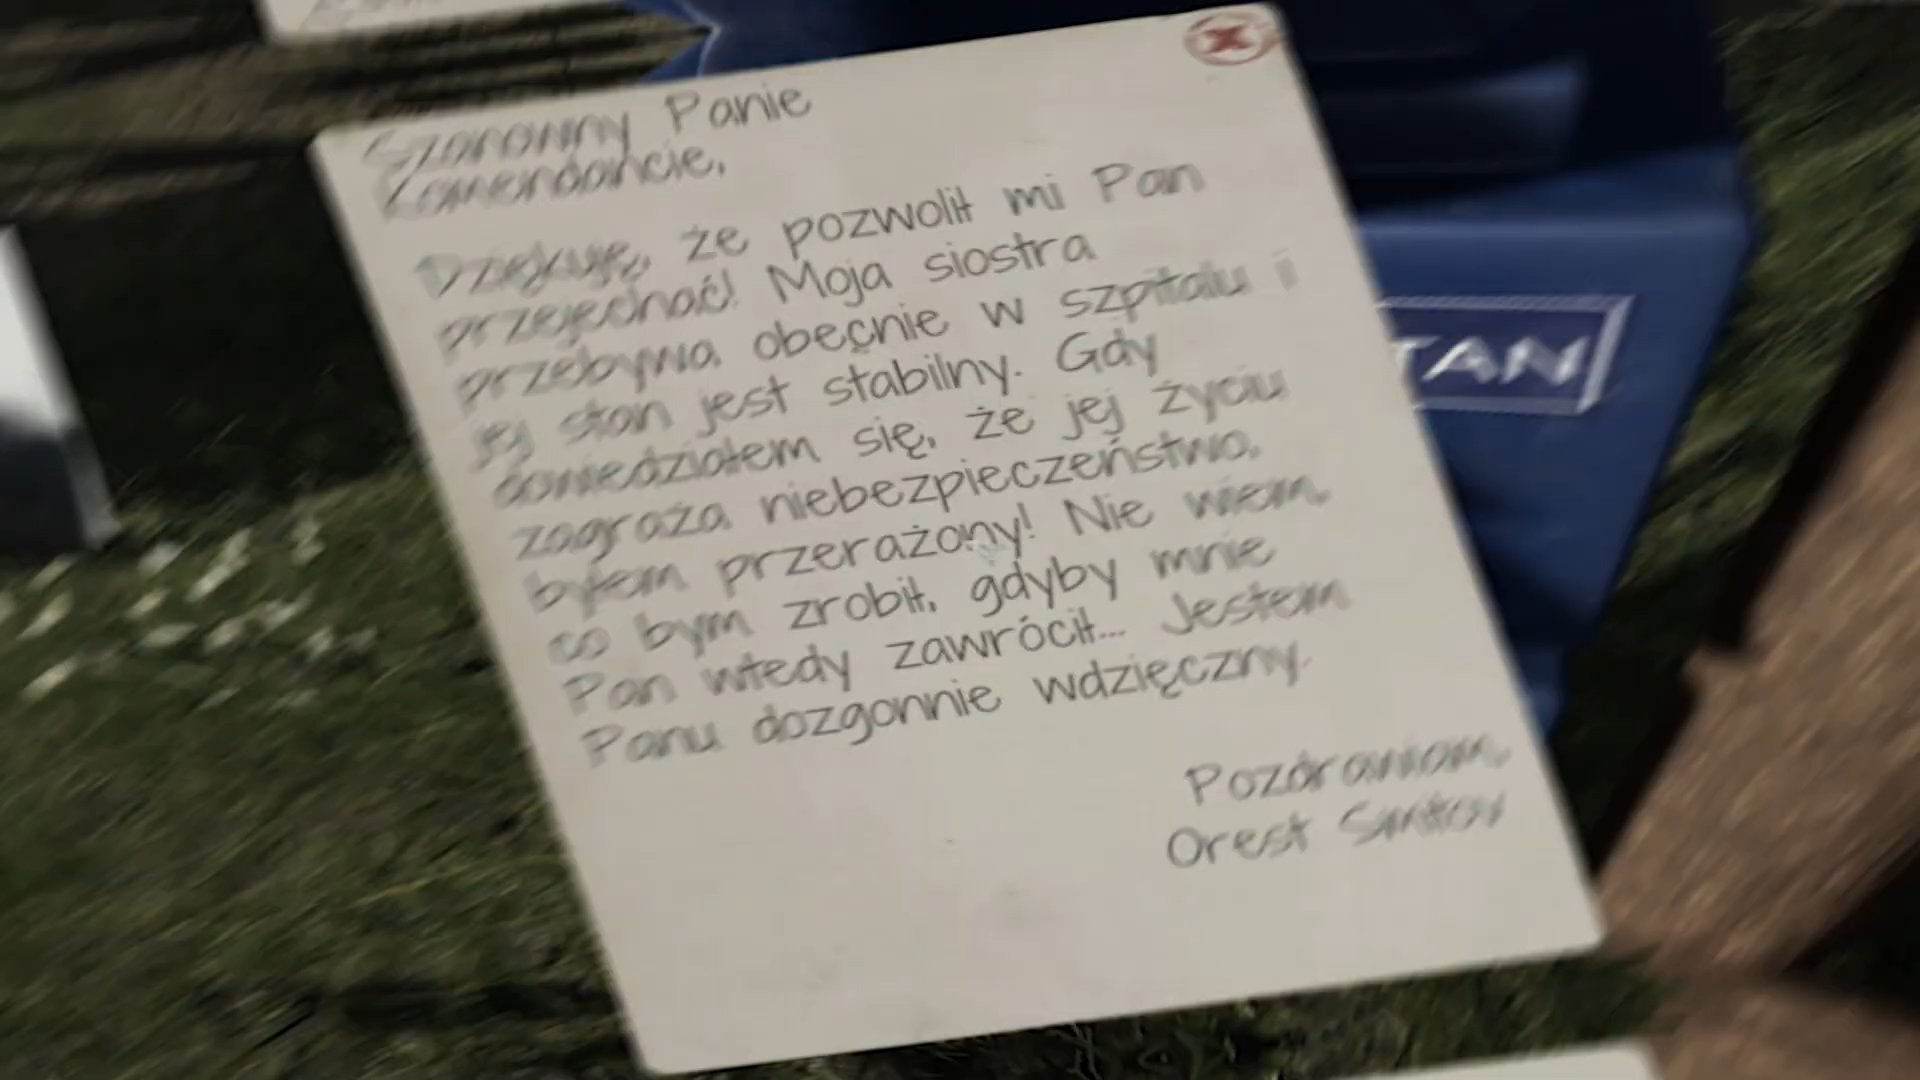 Szanowny Panie
Komendancie,
Dziękuję, że pozwolił mi Pan
przejechać! Moja siostra
przebywa obecnie w szpitalu i
jej stan jest stabilny. Gdy
dowiedziałem się, że jej życiu
zagraża niebezpieczeństwo,
byłem przerażony! Nie wiem,
co bym zrobił, gdyby mnie
Pan wtedy zawrócił... Jestem
Panu dozgonnie wdzięczny.
Pozdrawiam,
Orest
TAN